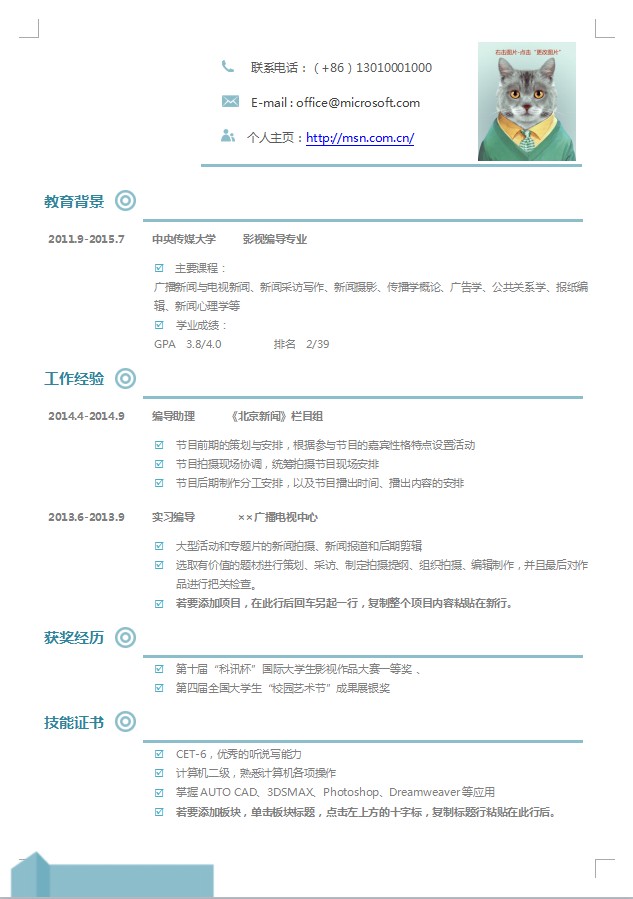 右击图片-点击“更改图片”
联系电话：（+86）13010001000
E-mail : office@microsoft.com
个人主页：http://msn.com.cn/
教育背景
2011.9-2015.7 中央传媒大学 影视编导专业
主要课程：
广播新闻与电视新闻、新闻采访写作、新闻摄影、传播学概论、广告学、公共关系学、报纸编
辑、新闻心理学等
学业成绩：
GPA 3.8/4.0 排名 2/39
工作经验
2014.4-2014.9 编导助理 《北京新闻》栏目组
节目前期的策划与安排，根据参与节目的嘉宾性格特点设置活动
节目拍摄现场协调，统筹拍摄节目现场安排
节目后期制作分工安排，以及节目播出时间、播出内容的安排
2013.6-2013.9 实习编导 ××广播电视中心
大型活动和专题片的新闻拍摄、新闻报道和后期剪辑
选取有价值的题材进行策划、采访、制定拍摄提纲、组织拍摄、编辑制作，并且最后对作
品进行把关检查。
若要添加项目，在此行后回车另起一行，复制整个项目内容粘贴在新行。
获奖经历
第十届“科讯杯”国际大学生影视作品大赛一等奖 、
第四届全国大学生“校园艺术节”成果展银奖
技能证书
CET-6，优秀的听说写能力
计算机二级，熟悉计算机各项操作
掌握 AUTO CAD、3DSMAX、Photoshop、Dreamweaver 等应用
若要添加板块，单击板块标题，点击左上方的十字标，复制标题行粘贴在此行后。